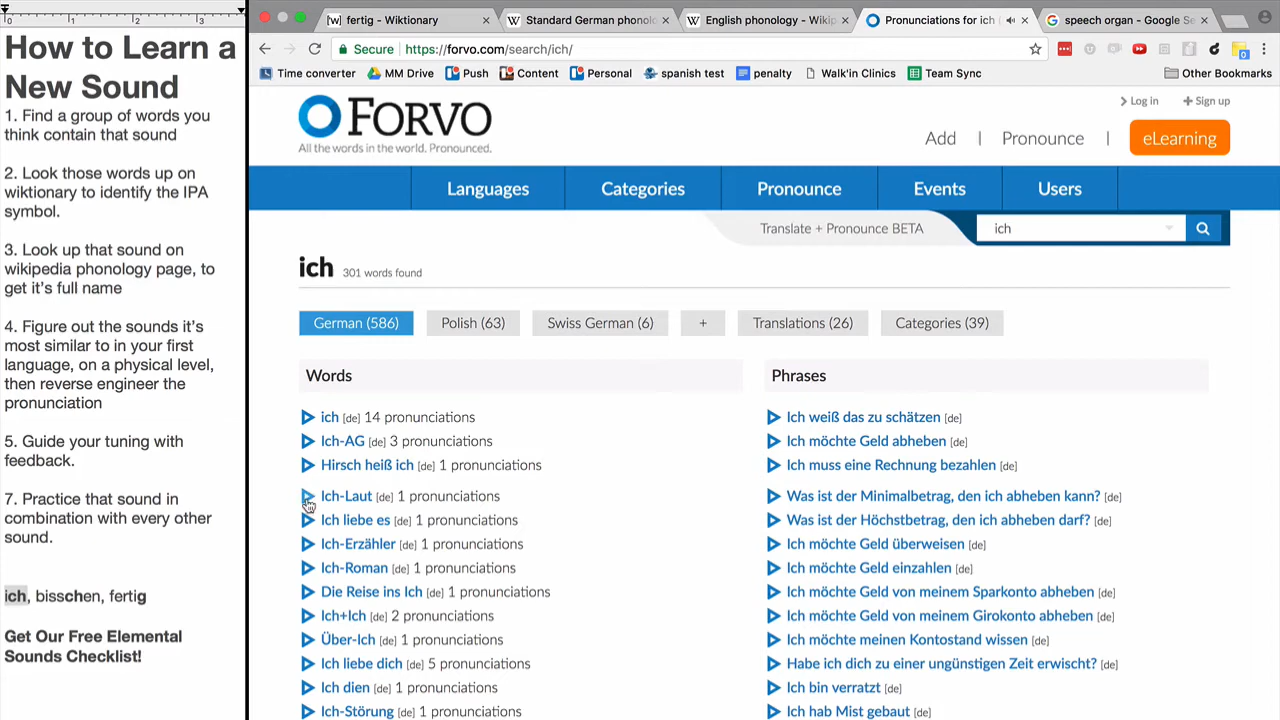 1
2
3
How to Learn a
New Sound
1. Find a group of words you
think contain that sound
2. Look those words up on
wiktionary to identify the IPA
symbol.
3. Look up that sound on
wikipedia phonology page, to
get it's full name
4. Figure out the sounds it's
most similar to in your first
language, on a physical level,
then reverse engineer the
pronunciation
5. Guide your tuning with
feedback.
7. Practice that sound in
combination with every other
sound.
ich, bisschen, fertig
Get Our Free Elemental
Sounds Checklist!
fertig - Wiktionary
Standard German phonol
English phonology - Wikip
Pronunciations for ich
speech organ - Google Se
Secure https://forvo.com/search/ich/
Time converter MM Drive Push Content Personal spanish test penalty Walk'in Clinics Team Sync Other Bookmarks
FORVO
All the words in the world. Pronounced.
Log in Sign up
Add | Pronounce | eLearning
Languages Categories Pronounce Events Users
Translate + Pronounce BETA
ich
ich 301 words found
German (586) Polish (63) Swiss German (6) + Translations (26) Categories (39)
Words
ich [de] 14 pronunciations
Ich-AG [de] 3 pronunciations
Hirsch heiß ich [de] 1 pronunciations
Ich-Laut [de] 1 pronunciations
Ich liebe es [de] 1 pronunciations
Ich-Erzähler [de] 1 pronunciations
Ich-Roman [de] 1 pronunciations
Die Reise ins Ich [de] 1 pronunciations
Ich+Ich [de] 2 pronunciations
Über-Ich [de] 1 pronunciations
Ich liebe dich [de] 5 pronunciations
Ich dien [de] 1 pronunciations
Ich-Störung [de] 1 pronunciations
Phrases
Ich weiß das zu schätzen [de]
Ich möchte Geld abheben [de]
Ich muss eine Rechnung bezahlen [de]
Was ist der Minimalbetrag, den ich abheben kann? [de]
Was ist der Höchstbetrag, den ich abheben darf? [de]
Ich möchte Geld überweisen [de]
Ich möchte Geld einzahlen [de]
Ich möchte Geld von meinem Sparkonto abheben [de]
Ich möchte Geld von meinem Girokonto abheben [de]
Ich möchte meinen Kontostand wissen [de]
Habe ich dich zu einer ungünstigen Zeit erwischt? [de]
Ich bin verratzt [de]
Ich hab Mist gebaut [de]